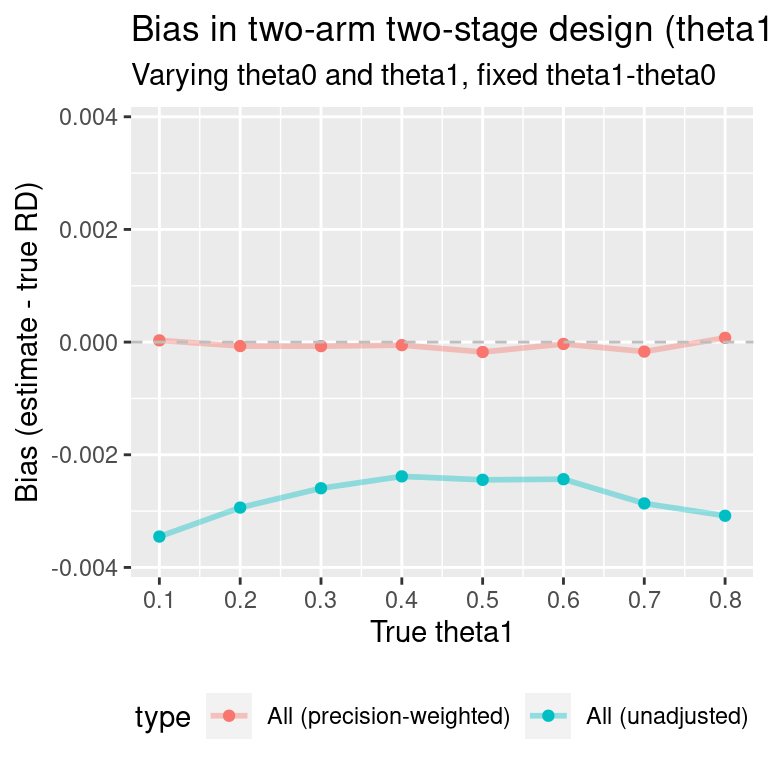 Bias in two-arm two-stage design (theta1
Varying theta0 and theta1, fixed theta1-theta0
0.004
0.002
0.000
-0.002
-0.004
Bias (estimate - true RD)
0.1 0.2 0.3 0.4 0.5 0.6 0.7 0.8
True theta1
type All (precision-weighted) All (unadjusted)